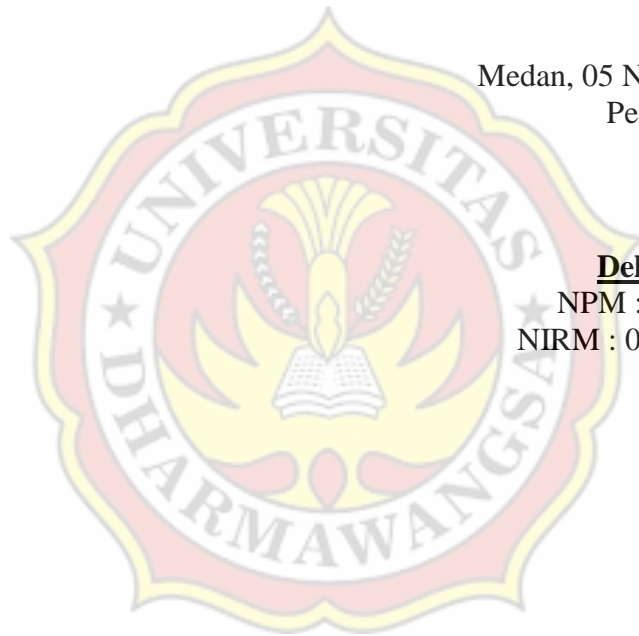 Medan, 05 N
Pe
UNIVERSITAS
Del
NPM :
NIRM : 0
DHARMAWANGSA